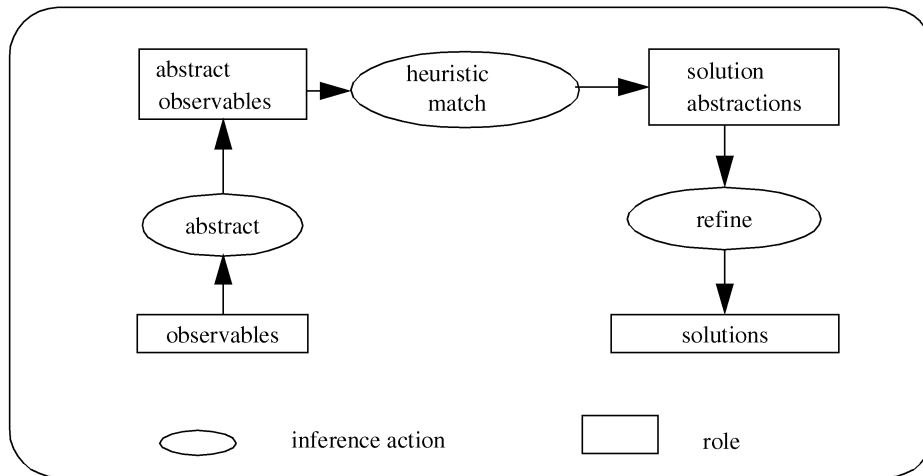 abstract
observables
heuristic
match
solution
abstractions
abstract
refine
observables
solutions
inference action
role